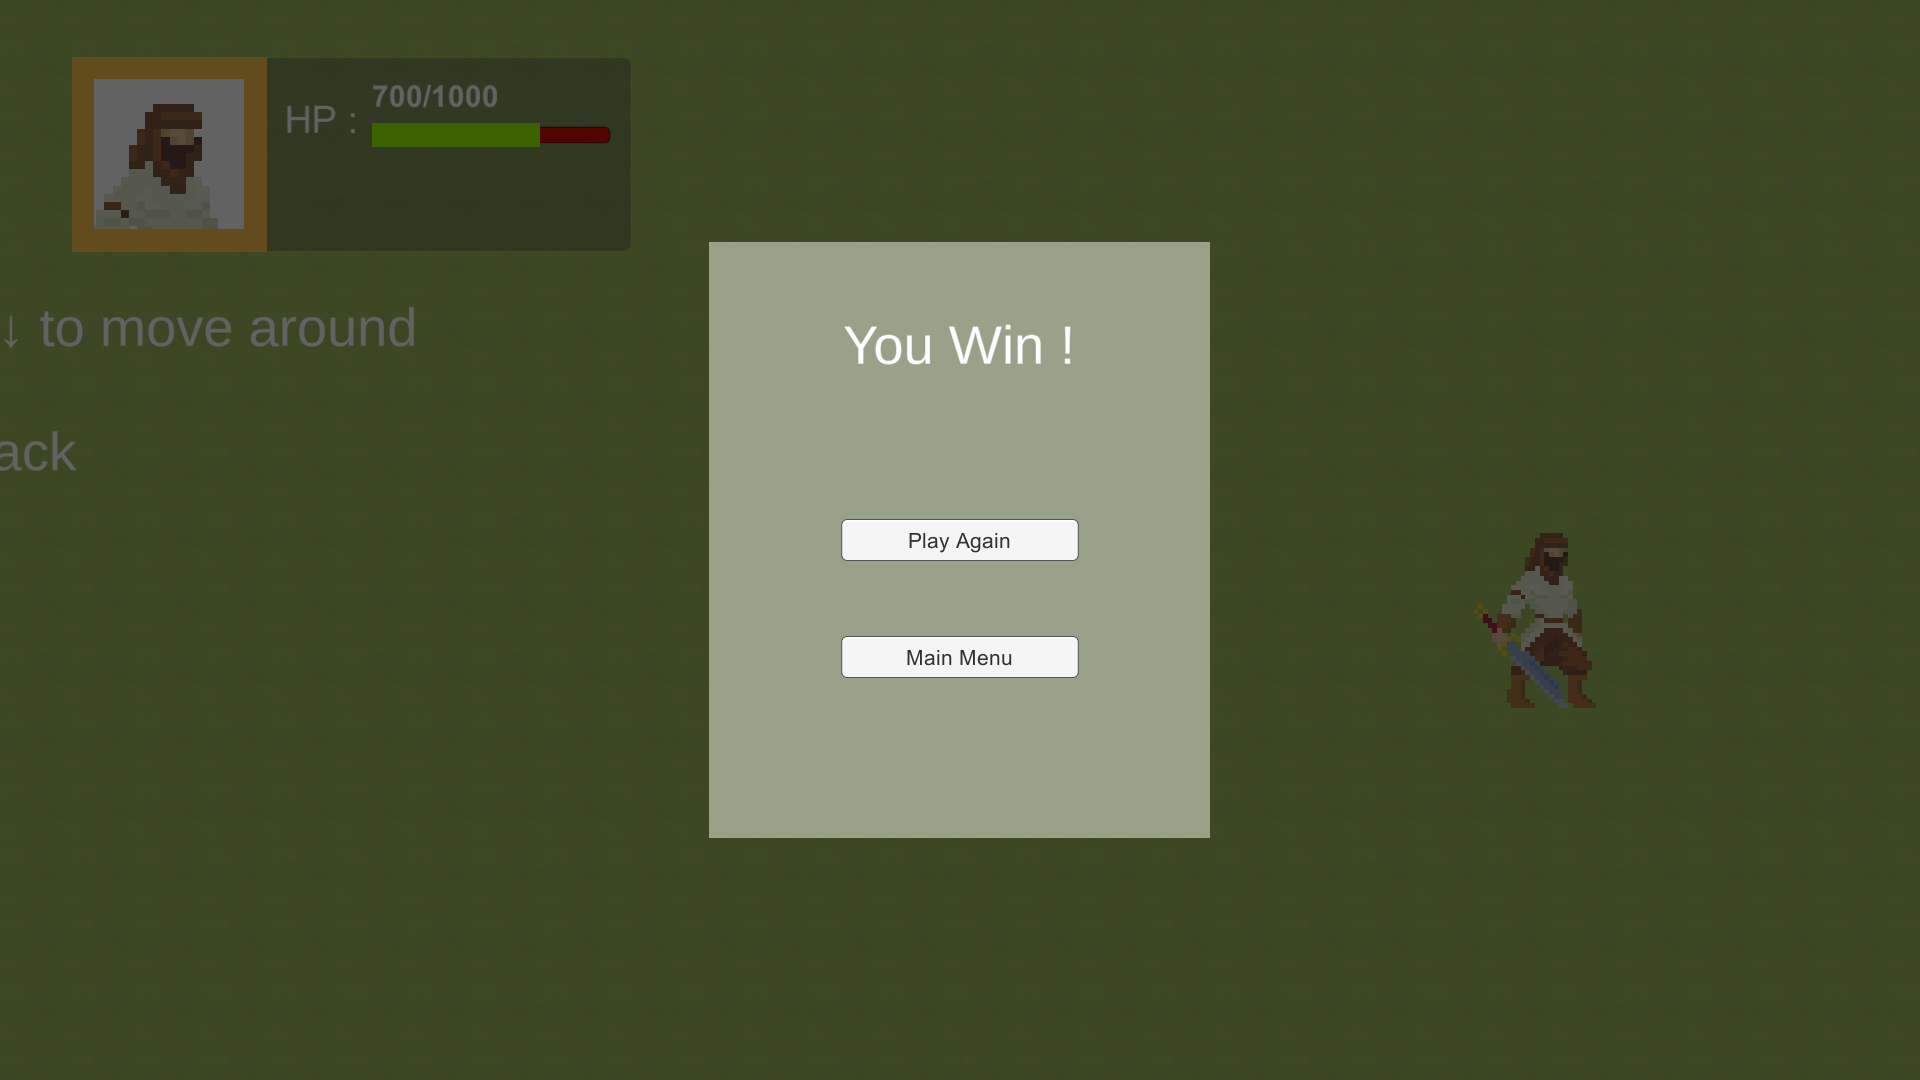 700/1000
HP :
↓ to move around
ack
You Win !
Play Again
Main Menu